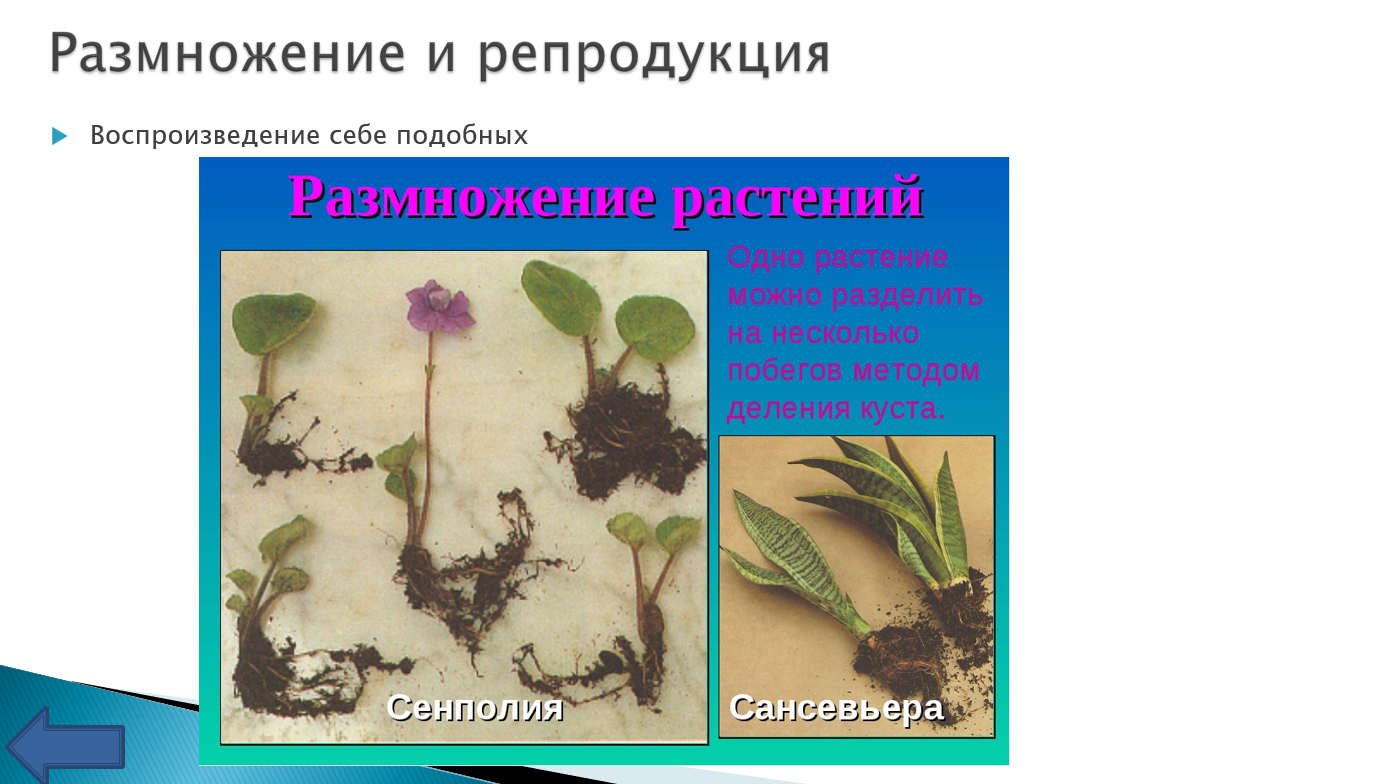 Размножение и репродукция
Воспроизведение себе подобных
Размножение растений
Одно растение
можно разделить
на несколько
побегов методом
деления куста.
Сенполия
Сансевьера